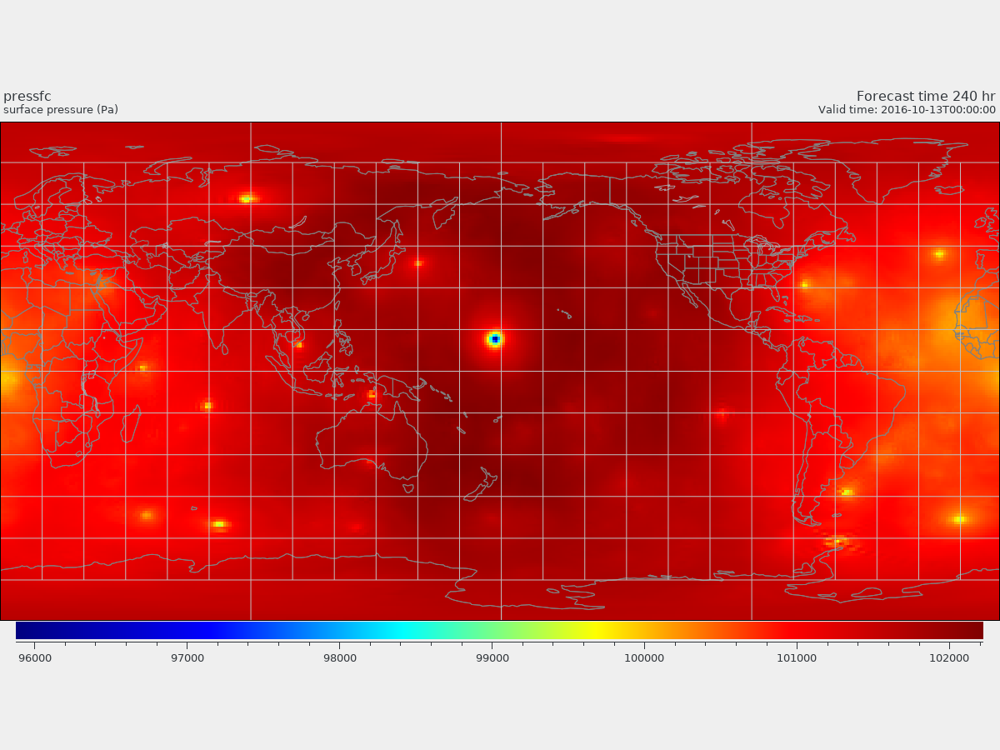 pressfc
surface pressure (Pa)
Forecast time 240 hr
Valid time: 2016-10-13T00:00:00
96000 97000 98000 99000 100000 101000 102000